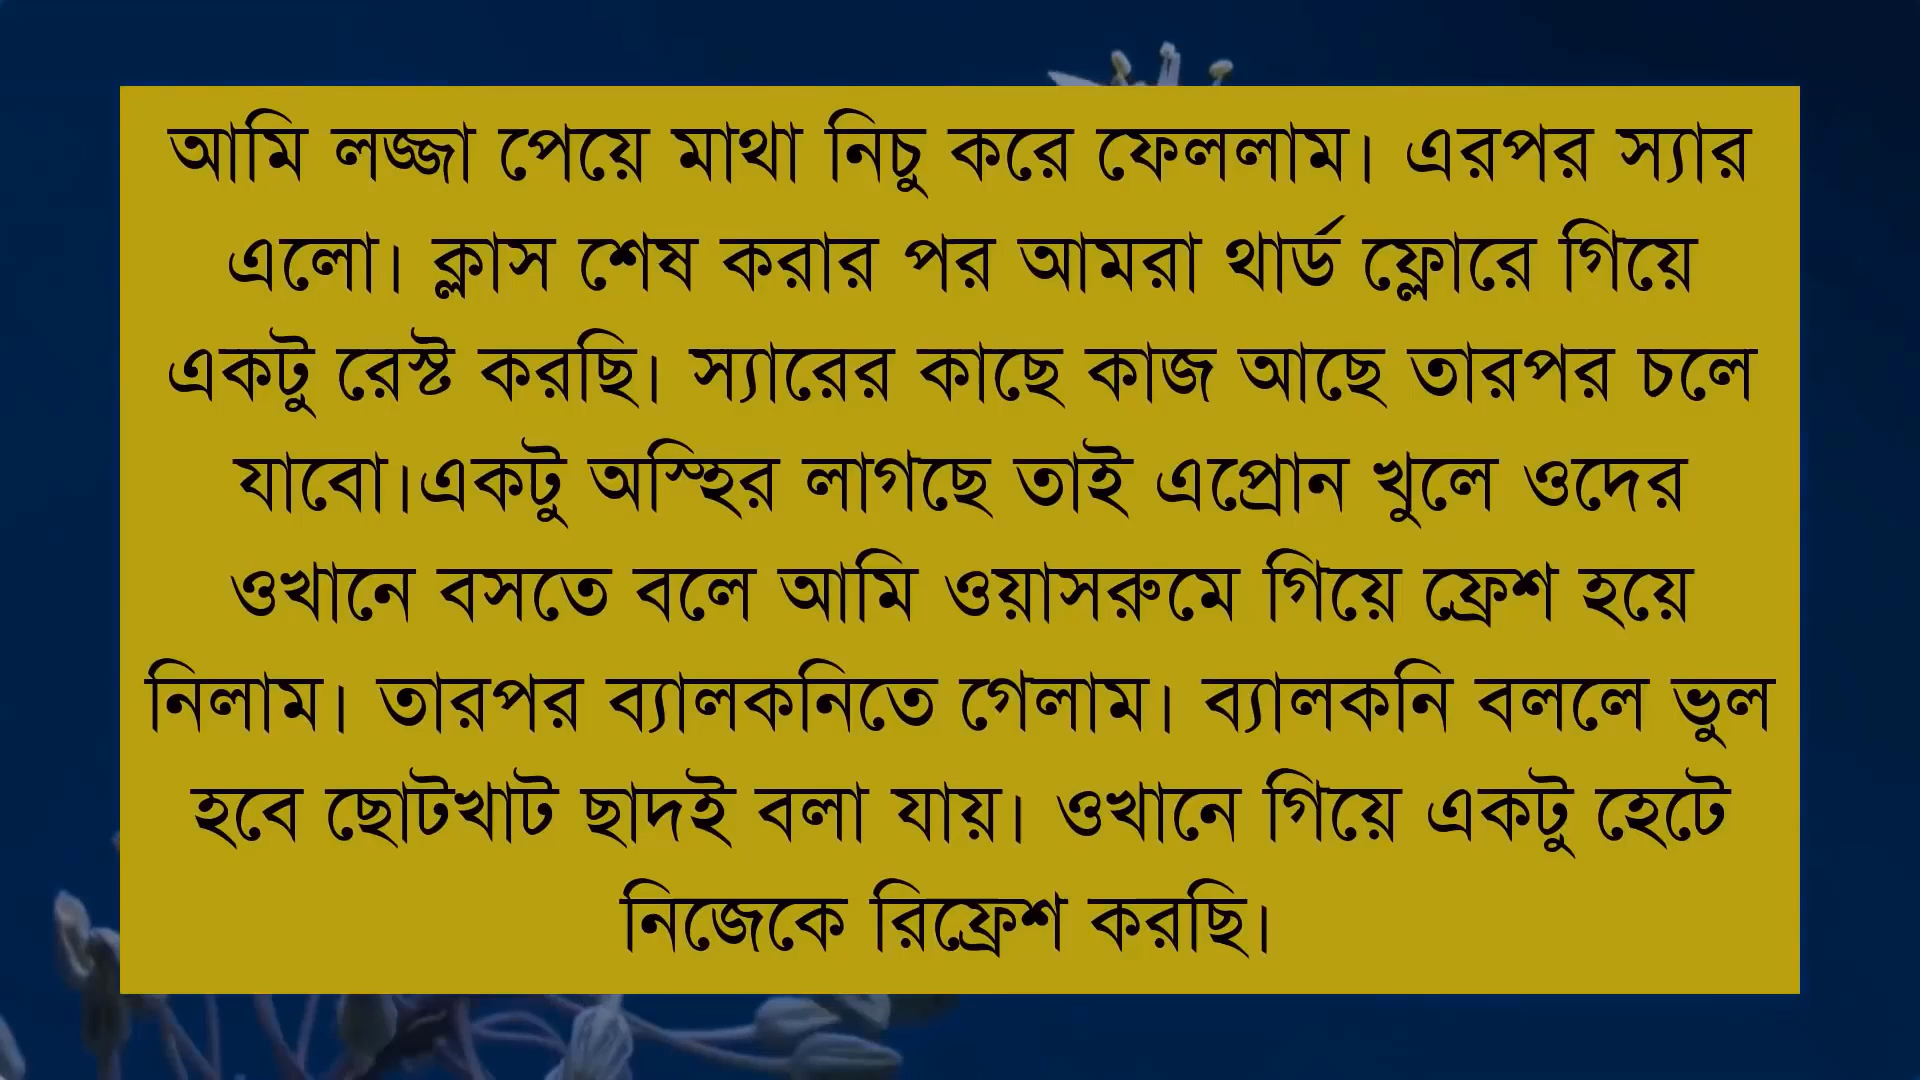 আমি লজ্জা পেয়ে মাথা নিচু করে ফেললাম। এরপর স্যার
এলো। ক্লাস শেষ করার পর আমরা থার্ড ফ্লোরে গিয়ে
একটু রেস্ট করছি। স্যারের কাছে কাজ আছে তারপর চলে
যাবো।একটু অস্হির লাগছে তাই এপ্রোন খুলে ওদের
ওখানে বসতে বলে আমি ওয়াসরুমে গিয়ে ফ্রেশ হয়ে
নিলাম। তারপর ব্যালকনিতে গেলাম। ব্যালকনি বললে ভুল
হবে ছোটখাট ছাদই বলা যায়। ওখানে গিয়ে একটু হেটে
নিজেকে রিফ্রেশ করছি।